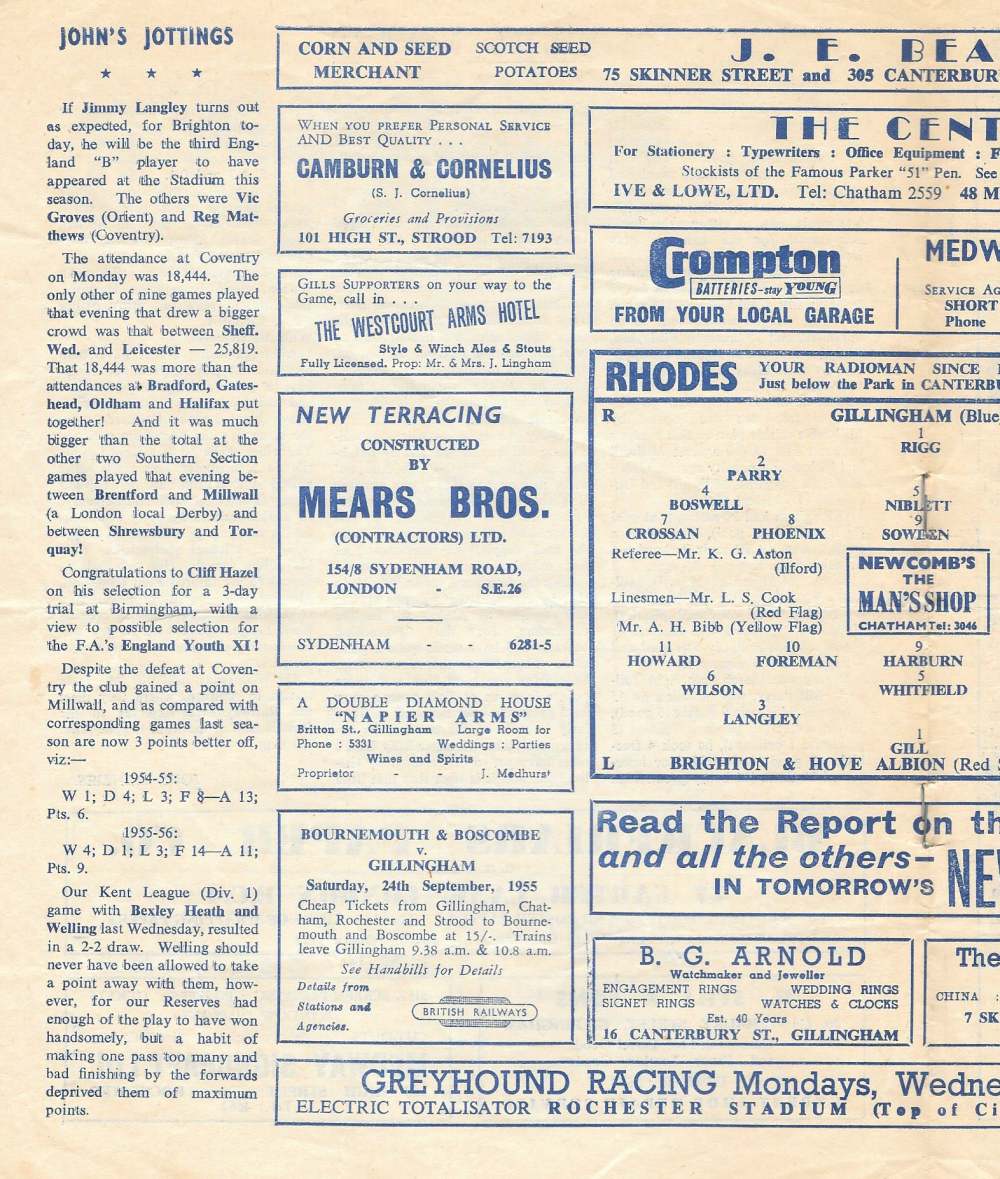 JOHN'S JOTTINGS
★ ★ ★
If Jimmy Langley turns out
as expected, for Brighton to-
day, he will be the third Eng-
land "B" player to have
appeared at the Stadium this
season. The others were Vic
Groves (Orient) and Reg Mat-
thews (Coventry).
The attendance at Coventry
on Monday was 18,444. The
only other of nine games played
that evening that drew a bigger
crowd was that between Sheff.
Wed. and Leicester — 25,819.
That 18,444 was more than the
attendances at Bradford, Gates-
head, Oldham and Halifax put
together! And it was much
bigger than the total at the
other two Southern Section
games played that evening be-
tween Brentford and Millwall
(a London local Derby) and
between Shrewsbury and Tor-
quay!
Congratulations to Cliff Hazel
on his selection for a 3-day
trial at Birmingham, with a
view to possible selection for
the F.A.'s England Youth XI!
Despite the defeat at Coven-
try the club gained a point on
Millwall, and as compared with
corresponding games last sea-
son are now 3 points better off,
viz:—
1954-55:
W 1; D 4; L 3; F 8—A 13;
Pts. 6.
1955-56:
W 4; D 1; L 3; F 14—A 11;
Pts. 9.
Our Kent League (Div. 1)
game with Bexley Heath and
Welling last Wednesday, resulted
in a 2-2 draw. Welling should
never have been allowed to take
a point away with them, how-
ever, for our Reserves had
enough of the play to have won
handsomely, but a habit of
making one pass too many and
bad finishing by the forwards
deprived them of maximum
points.
CORN AND SEED SCOTCH SEED J. E. BEA
MERCHANT POTATOES 75 SKINNER STREET and 305 CANTERBUR
WHEN YOU PREFER PERSONAL SERVICE
AND BEST QUALITY . . .
CAMBURN & CORNELIUS
(S. J. Cornelius)
Groceries and Provisions
101 HIGH ST., STROOD Tel: 7193
GILLS SUPPORTERS on your way to the
Game, call in . . .
THE WESTCOURT ARMS HOTEL
Style & Winch Ales & Stouts
Fully Licensed. Prop: Mr. & Mrs. J. Lingham
NEW TERRACING
CONSTRUCTED
BY
MEARS BROS.
(CONTRACTORS) LTD.
154/8 SYDENHAM ROAD,
LONDON - S.E.26
SYDENHAM - - 6281-5
A DOUBLE DIAMOND HOUSE
"NAPIER ARMS"
Britton St., Gillingham Large Room for
Phone : 5331 Weddings : Parties
Wines and Spirits
Proprietor J. Medhurst
BOURNEMOUTH & BOSCOMBE
v.
GILLINGHAM
Saturday, 24th September, 1955
Cheap Tickets from Gillingham, Chat-
ham, Rochester and Strood to Bourne-
mouth and Boscombe at 15/-. Trains
leave Gillingham 9.38 a.m. & 10.8 a.m.
See Handbills for Details
Details from
Stations and
Agencies.
BRITISH RAILWAYS
THE CENT
For Stationery : Typewriters : Office Equipment : F
Stockists of the Famous Parker "51" Pen. See
IVE & LOWE, LTD. Tel: Chatham 2559 48 M
Crompton
BATTERIES-stay YOUNG
FROM YOUR LOCAL GARAGE
MEDW
SERVICE AG
SHORT
Phone
RHODES YOUR RADIOMAN SINCE
Just below the Park in CANTERBU
R GILLINGHAM (Blue,
1
RIGG
2
PARRY
4 5
BOSWELL NIBLETT
7 8 9
CROSSAN PHOENIX SOWDEN
Referee—Mr. K. G. Aston
(Ilford)
Linesmen—Mr. L. S. Cook
(Red Flag)
Mr. A. H. Bibb (Yellow Flag)
NEWCOMB'S
THE
MAN'S SHOP
CHATHAM Tel: 3046
11 10 9
HOWARD FOREMAN HARBURN
6 5
WILSON WHITFIELD
3
LANGLEY
1
GILL
L BRIGHTON & HOVE ALBION (Red S
Read the Report on th
and all the others—
IN TOMORROW'S NE
B. G. ARNOLD
Watchmaker and Jeweller
ENGAGEMENT RINGS WEDDING RINGS
SIGNET RINGS WATCHES & CLOCKS
Est. 40 Years
16 CANTERBURY ST., GILLINGHAM
The
CHINA :
7 SK
GREYHOUND RACING Mondays, Wedne
ELECTRIC TOTALISATOR ROCHESTER STADIUM (Top of Ci